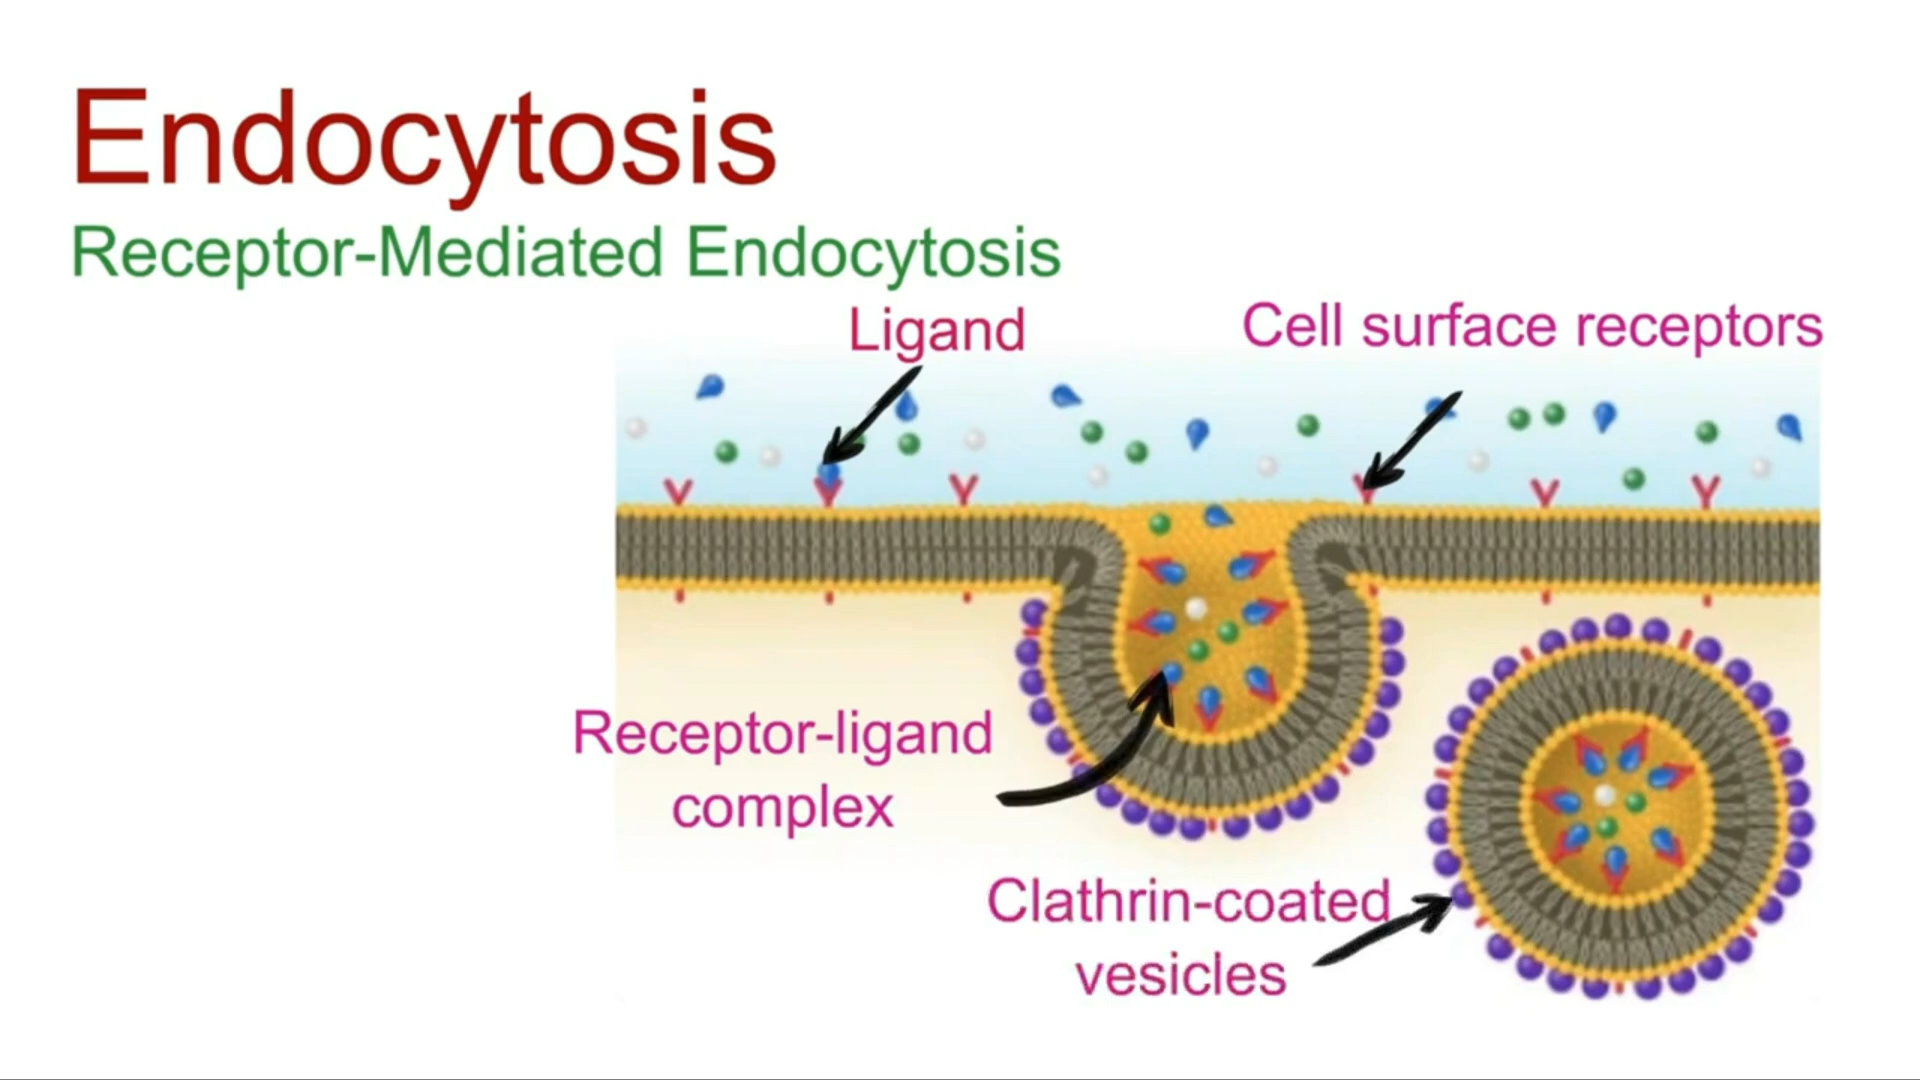 Endocytosis
Receptor-Mediated Endocytosis
Ligand
Cell surface receptors
Receptor-ligand
complex
Clathrin-coated
vesicles